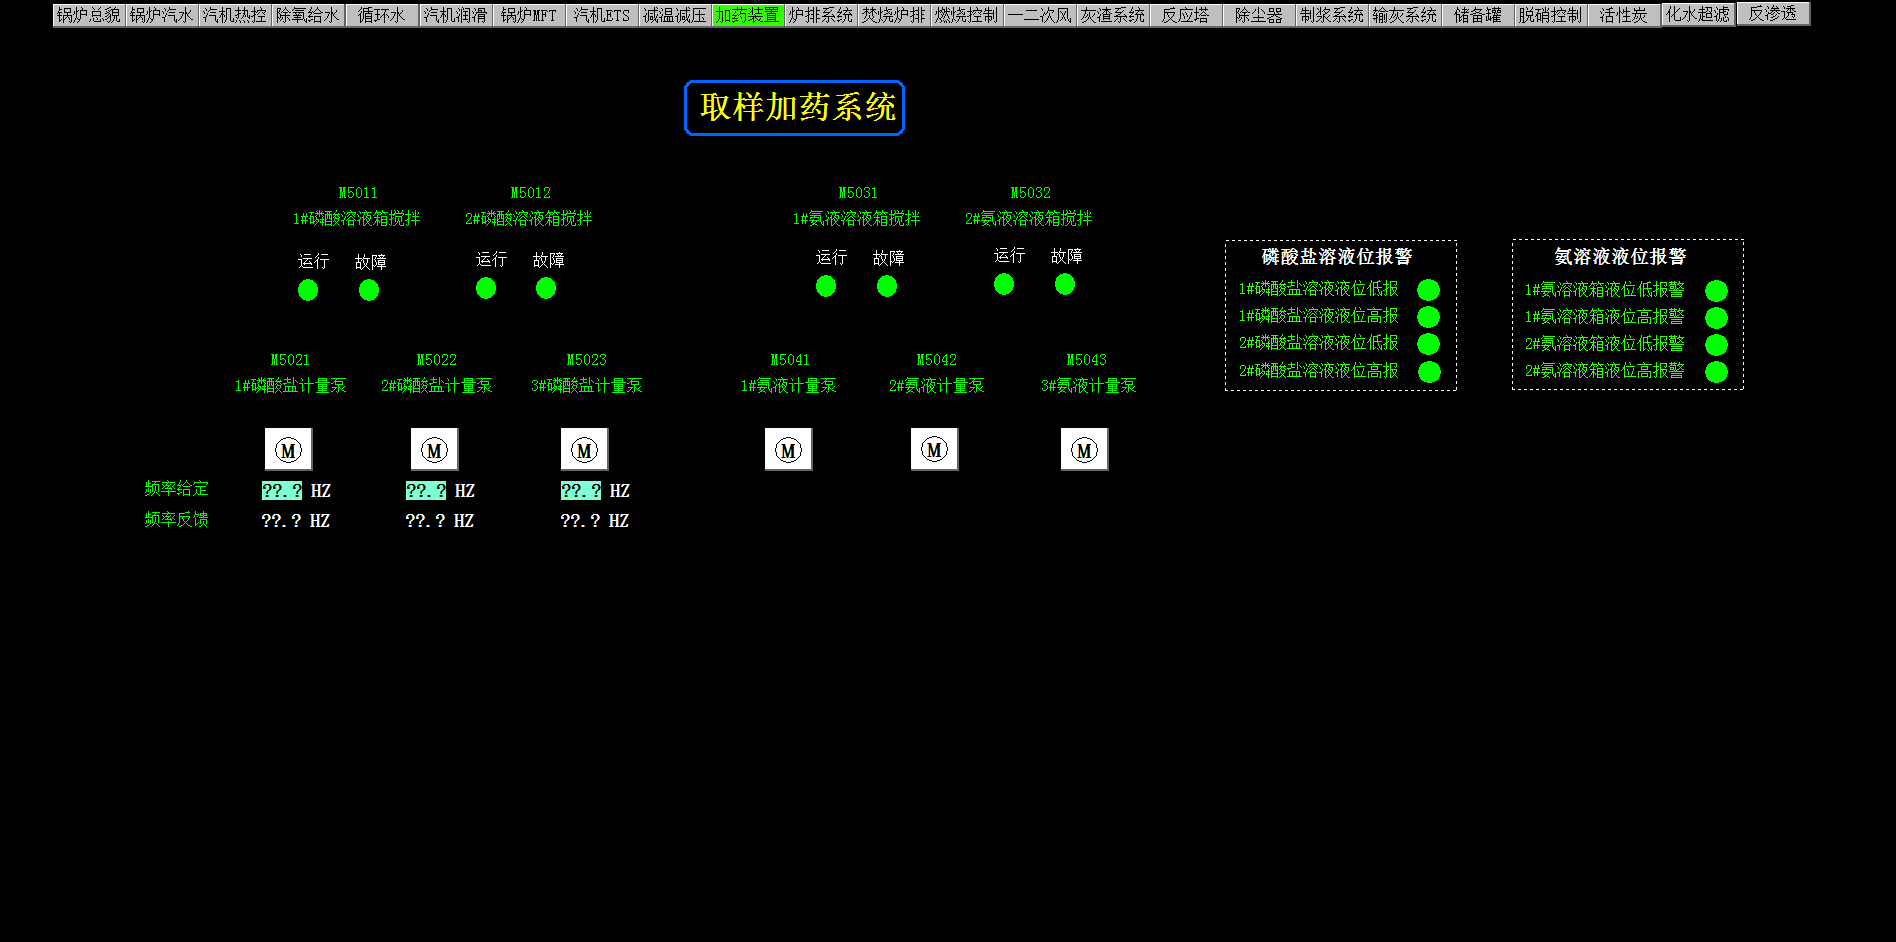 锅炉总貌 锅炉汽水 汽机热控 除氧给水 循环水 汽机润滑 锅炉MFT 汽机ETS 减温减压 加药装置 炉排系统 焚烧炉排 燃烧控制 一二次风 灰渣系统 反应塔 除尘器 制浆系统 输灰系统 储备罐 脱硝控制 活性炭 化水超滤 反渗透
取样加药系统
M5011 M5012 M5031 M5032
1#磷酸溶液箱搅拌 2#磷酸溶液箱搅拌 1#氨液溶液箱搅拌 2#氨液溶液箱搅拌
运行 故障 运行 故障 运行 故障 运行 故障
磷酸盐溶液位报警
1#磷酸盐溶液液位低报
1#磷酸盐溶液液位高报
2#磷酸盐溶液液位低报
2#磷酸盐溶液液位高报
氨溶液液位报警
1#氨溶液箱液位低报警
1#氨溶液箱液位高报警
2#氨溶液箱液位低报警
2#氨溶液箱液位高报警
M5021 M5022 M5023 M5041 M5042 M5043
1#磷酸盐计量泵 2#磷酸盐计量泵 3#磷酸盐计量泵 1#氨液计量泵 2#氨液计量泵 3#氨液计量泵
M M M M M M
频率给定 ??.? HZ ??.? HZ ??.? HZ
频率反馈 ??.? HZ ??.? HZ ??.? HZ